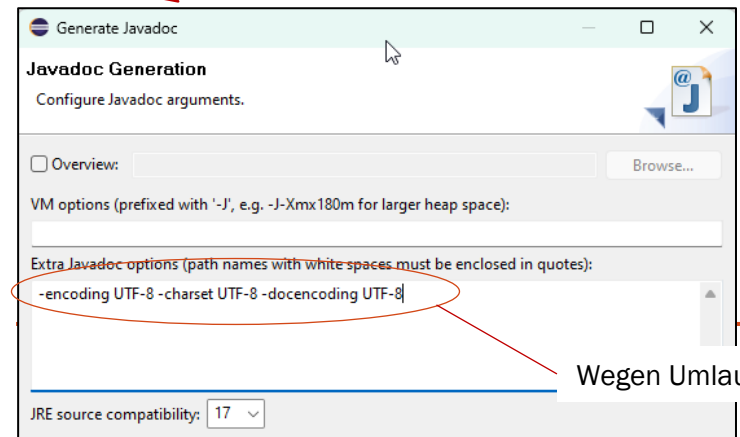 Generate Javadoc
Javadoc Generation
Configure Javadoc arguments.
Overview:
Browse...
VM options (prefixed with '-J', e.g. -J-Xmx180m for larger heap space):
Extra Javadoc options (path names with white spaces must be enclosed in quotes):
-encoding UTF-8 -charset UTF-8 -docencoding UTF-8
Wegen Umlau
JRE source compatibility: 17